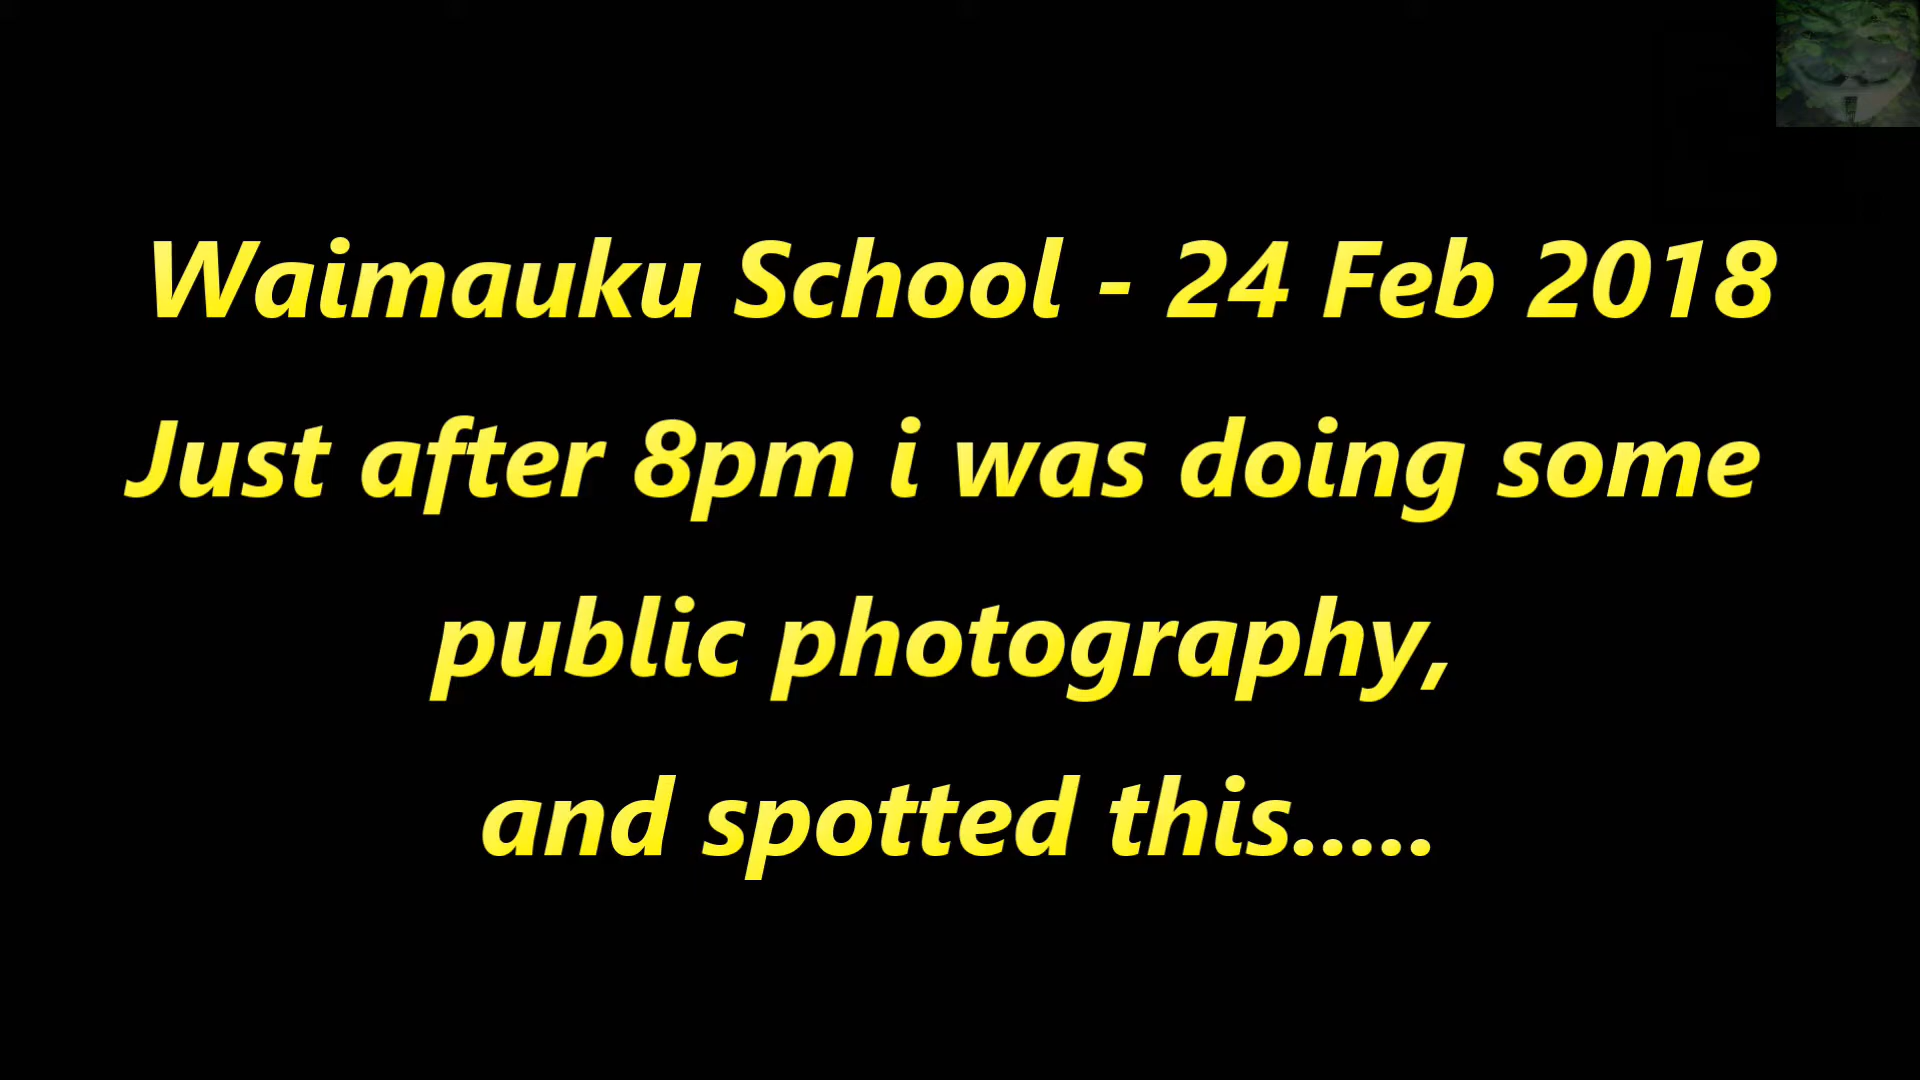 Waimauku School - 24 Feb 2018
Just after 8pm i was doing some
public photography,
and spotted this.....